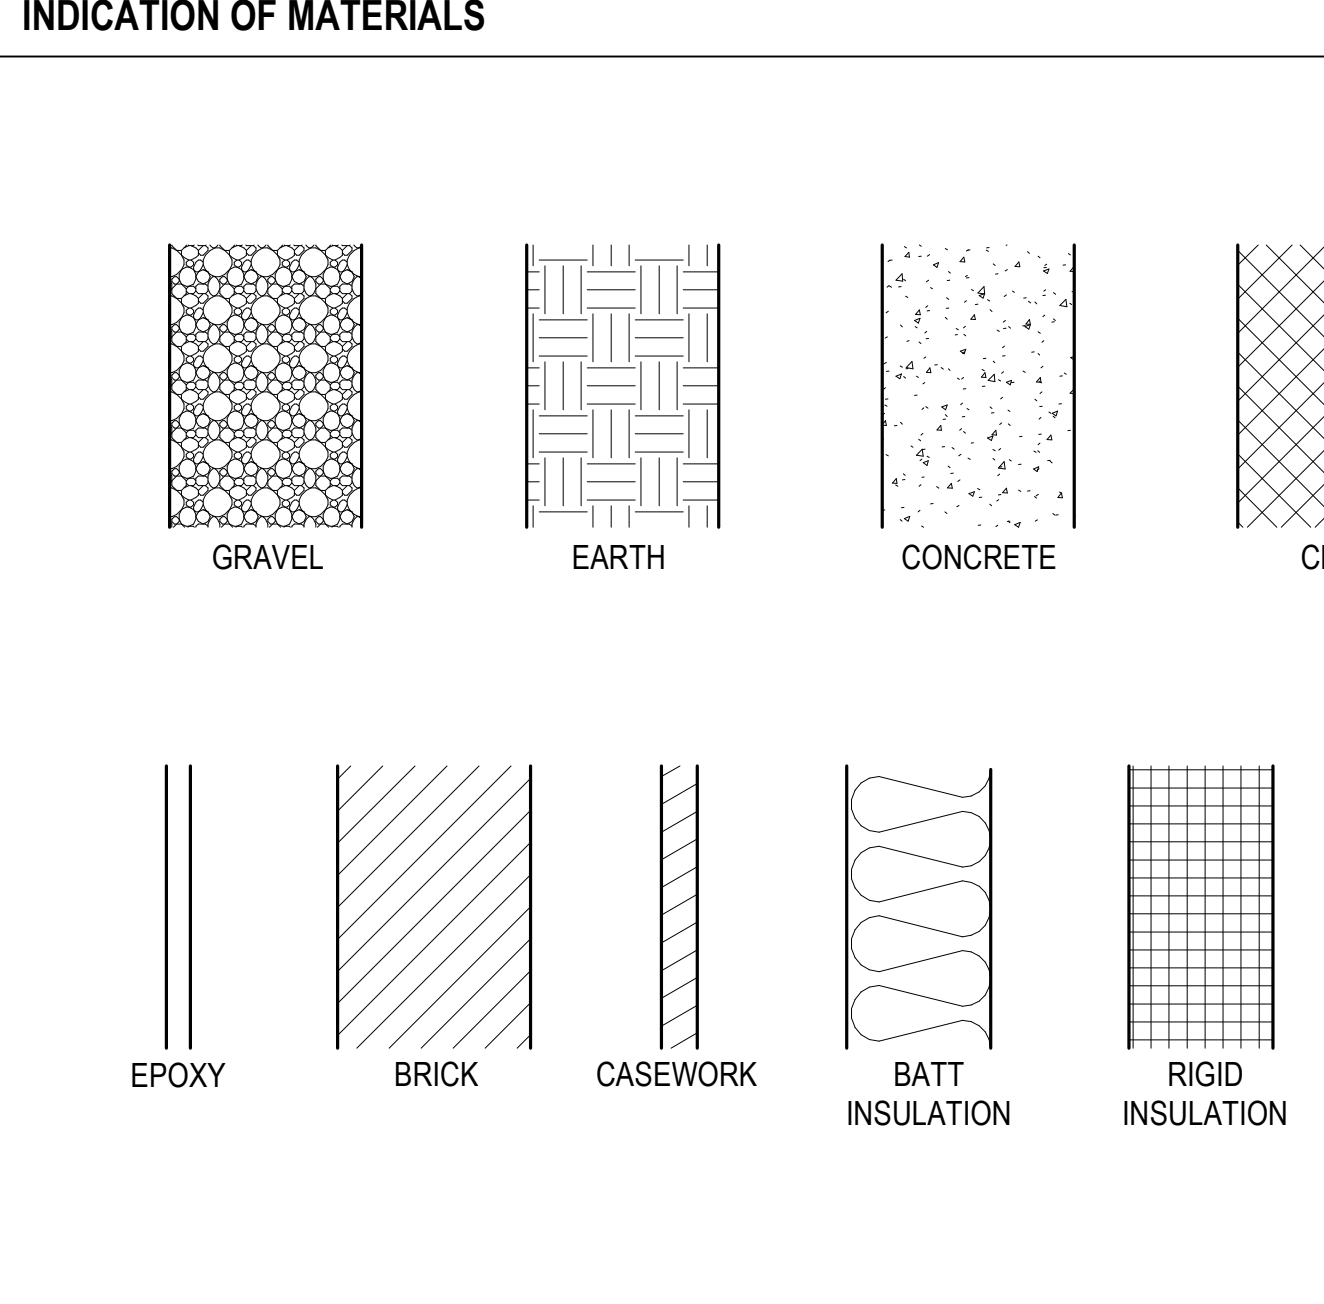 INDICATION OF MATERIALS
GRAVEL
EARTH
CONCRETE
EPOXY
BRICK
CASEWORK
BATT
INSULATION
RIGID
INSULATION